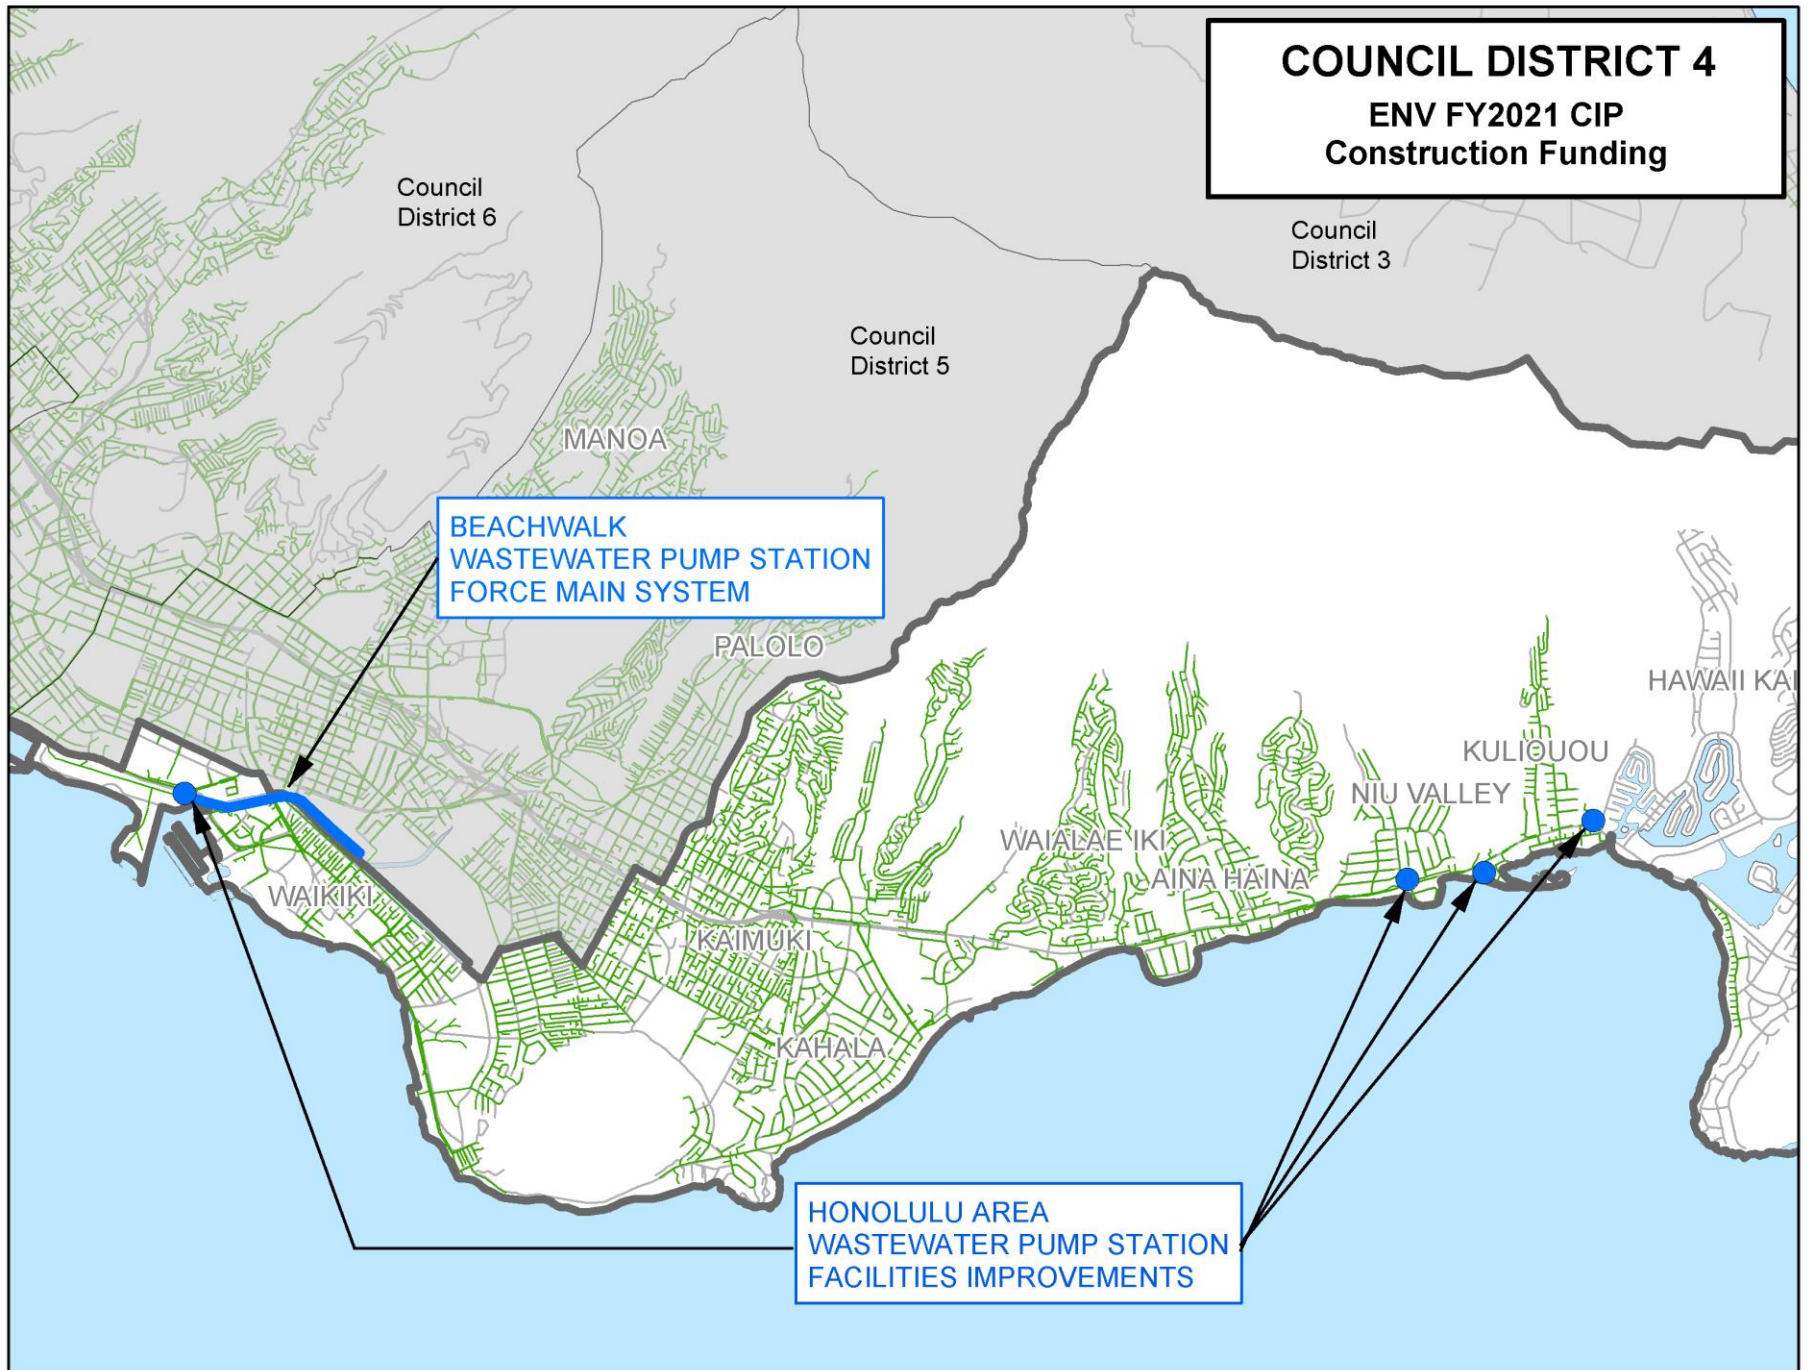 COUNCIL DISTRICT 4
ENV FY2021 CIP
Construction Funding
Council
District 6
Council
District 3
Council
District 5
MANOA
BEACHWALK
WASTEWATER PUMP STATION
FORCE MAIN SYSTEM
PALOLO
HAWAII KAI
KULIOUOU
NIU VALLEY
WAIALAE IKI
AINA HAINA
WAIKIKI
KAIMUKI
KAHALA
HONOLULU AREA
WASTEWATER PUMP STATION
FACILITIES IMPROVEMENTS